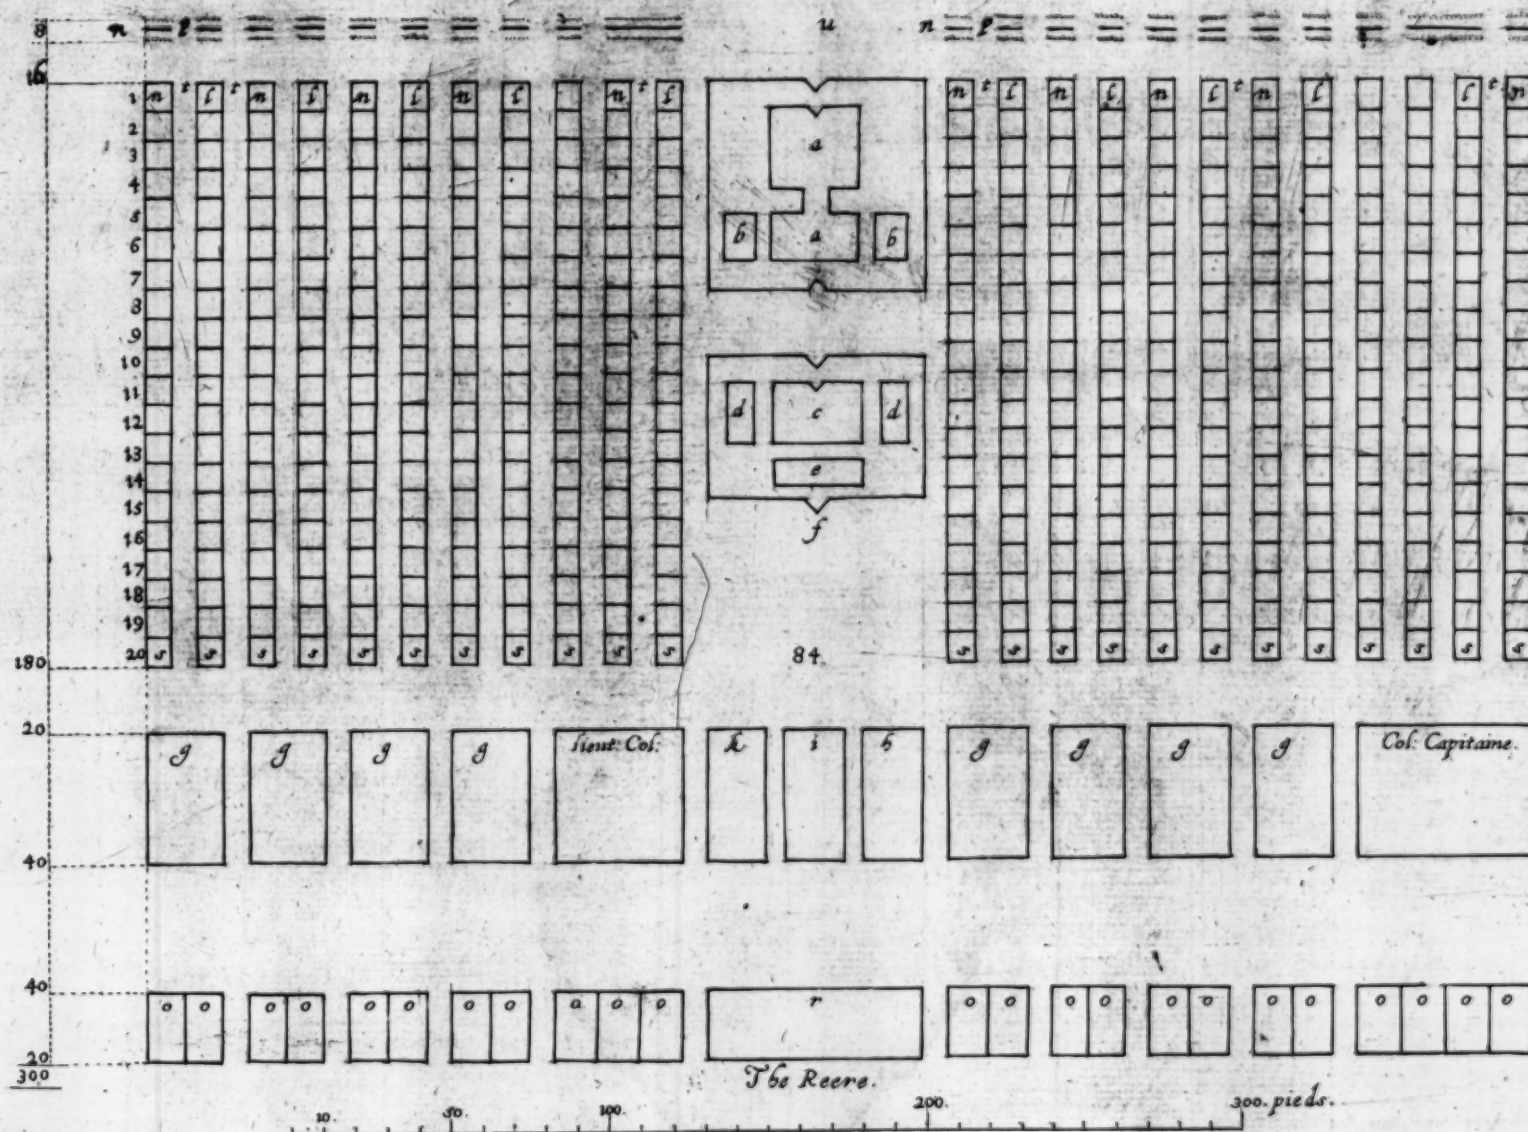 8 n l u n l
16
1 n t l t n l n l n l n t l n t l n l n l t n l l t n
2
3
4 a
5
6 b a b
7
8
9
10
11 d c d
12
13 e
14
15
16 f
17
18
19
180 20 s s s s s s s s s s s 84. s s s s s s s s s s s s
20 g g g g lieut: Col: k i h g g g g Col: Capitaine.
40
40 o o o o o o o o o o o r o o o o o o o o o o o o
20
300 The Reere.
10. 50. 100. 200. 300. pieds.